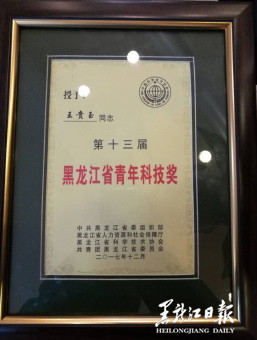 授予
王贵玉同志
第十三届
黑龙江省青年科技奖
中共黑龙江省委组织部
黑龙江省人力资源和社会保障厅
黑龙江省科学技术协会
共青团黑龙江省委员会
二〇一七年十二月
黑龙江日报
HEILONGJIANG DAILY